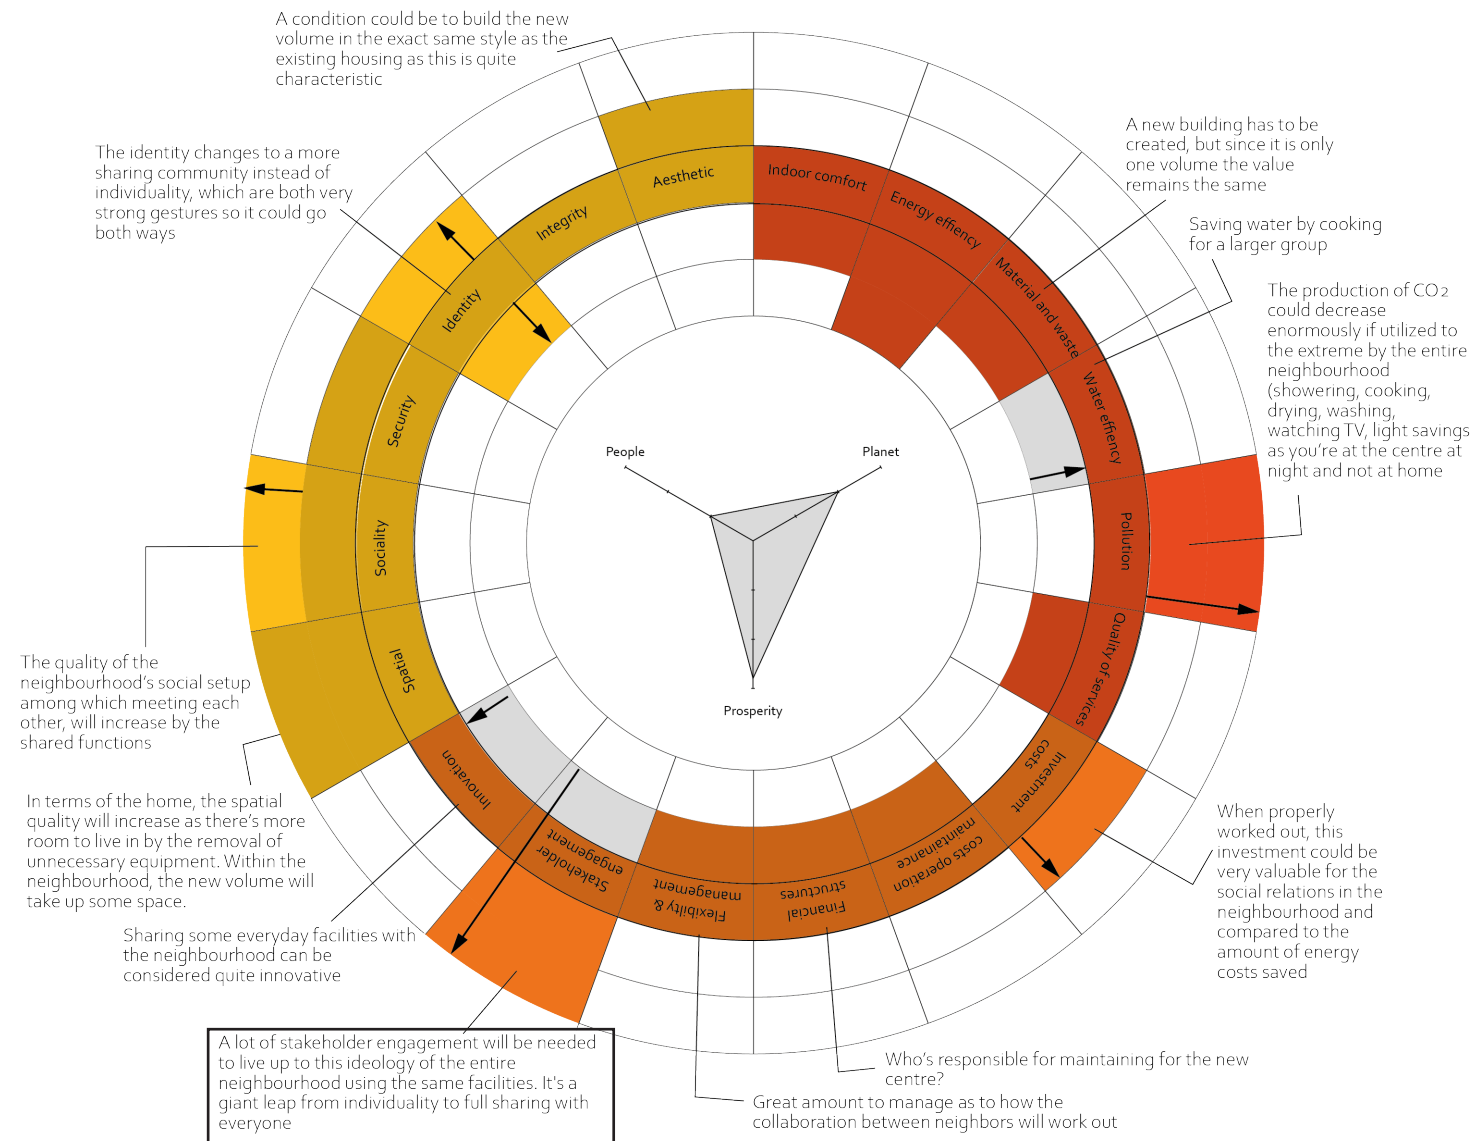 A condition could be to build the new
volume in the exact same style as the
existing housing as this is quite
characteristic
The identity changes to a more
sharing community instead of
individuality, which are both very
strong gestures so it could go
both ways
A new building has to be
created, but since it is only
one volume the value
remains the same
Saving water by cooking
for a larger group
The production of CO2
could decrease
enormously if utilized to
the extreme by the entire
neighbourhood
(showering, cooking,
drying, washing,
watching TV, light savings
as you're at the centre at
night and not at home
Aesthetic
Indoor comfort
Energy effiency
Material and waste
Water effiency
Pollution
Quality of services
Investment
costs
costs operation
maintainance
Financial
structures
Flexibilty &
management
Stakeholder
engagement
Innovation
Spatial
Sociality
Security
Identity
Integrity
People
Planet
Prosperity
The quality of the
neighbourhood's social setup
among which meeting each
other, will increase by the
shared functions
In terms of the home, the spatial
quality will increase as there's more
room to live in by the removal of
unnecessary equipment. Within the
neighbourhood, the new volume will
take up some space.
Sharing some everyday facilities with
the neighbourhood can be
considered quite innovative
A lot of stakeholder engagement will be needed
to live up to this ideology of the entire
neighbourhood using the same facilities. It's a
giant leap from individuality to full sharing with
everyone
When properly
worked out, this
investment could be
very valuable for the
social relations in the
neighbourhood and
compared to the
amount of energy
costs saved
Who's responsible for maintaining for the new
centre?
Great amount to manage as to how the
collaboration between neighbors will work out